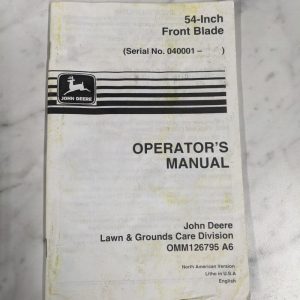 54-Inch
Front Blade
(Serial No. 040001 –      )
JOHN DEERE
OPERATOR'S
MANUAL
John Deere
Lawn & Grounds Care Division
OMM126795 A6
North American Version
Litho in U.S.A
English